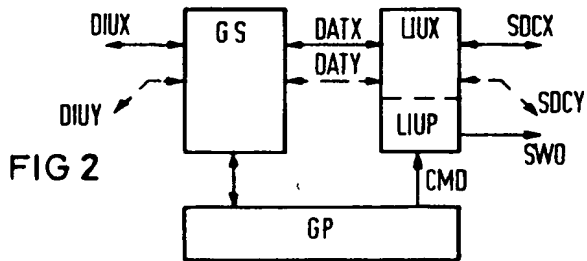 DIUX
GS
DATX
LIUX
SDCX
DATY
DIUY
SDCY
LIUP
SWO
FIG 2
CMD
GP